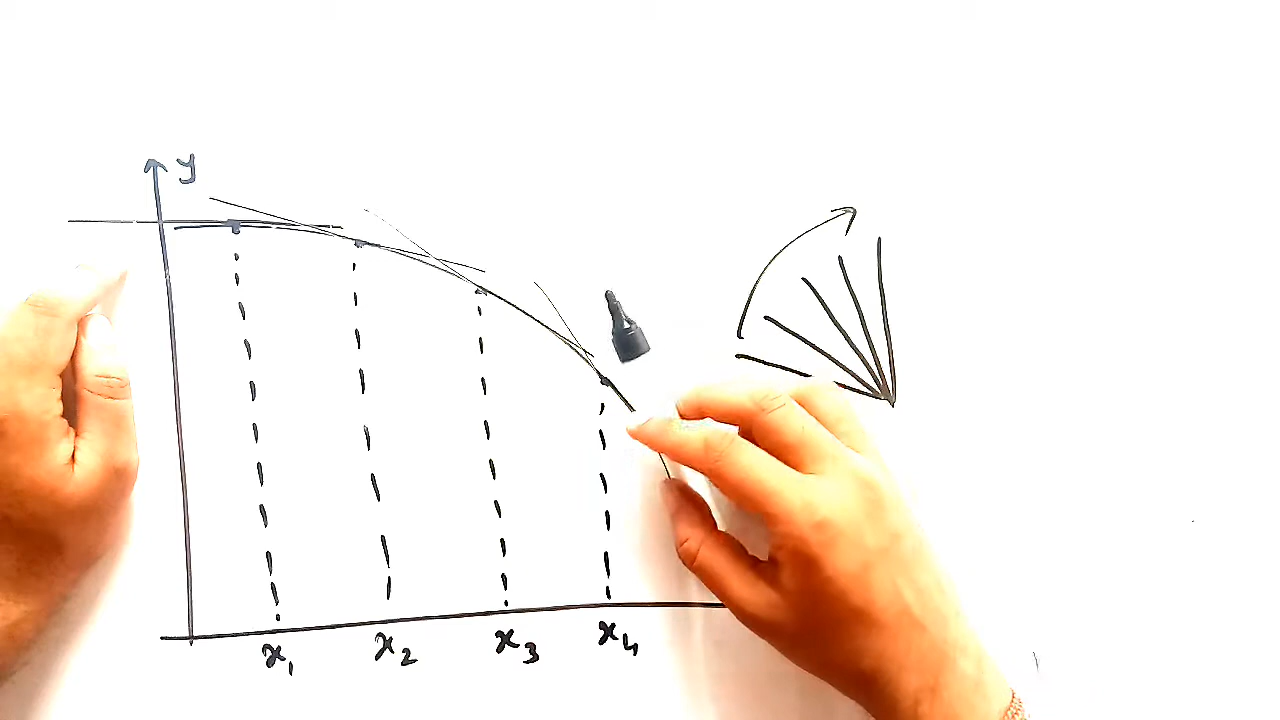 y
x₁ x₂ x₃ x₄